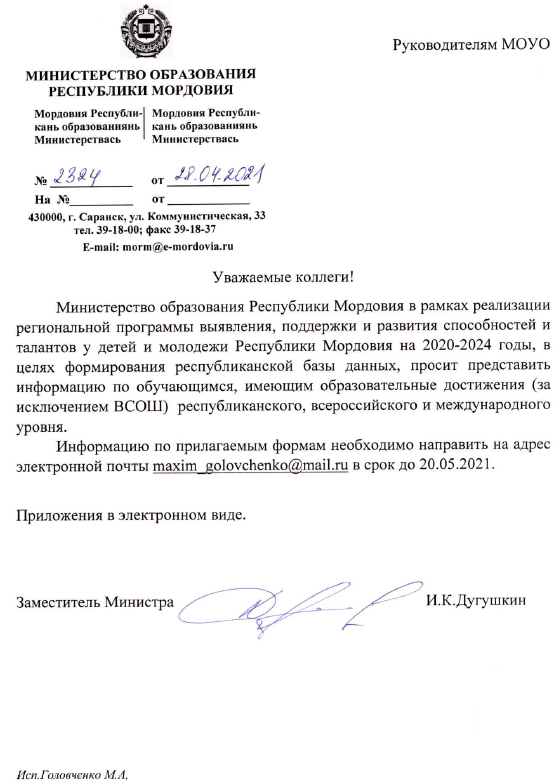 Руководителям МОУО
МИНИСТЕРСТВО ОБРАЗОВАНИЯ
РЕСПУБЛИКИ МОРДОВИЯ
Мордовия Республи-
кань образованиянь
Министерствась
Мордовия Республи-
кань образованиянь
Министерствась
№ 2324 от 28.04.2021
На №__________ от ______________
430000, г. Саранск, ул. Коммунистическая, 33
тел. 39-18-00; факс 39-18-37
E-mail: morm@e-mordovia.ru
Уважаемые коллеги!
Министерство образования Республики Мордовия в рамках реализации
региональной программы выявления, поддержки и развития способностей и
талантов у детей и молодежи Республики Мордовия на 2020-2024 годы, в
целях формирования республиканской базы данных, просит представить
информацию по обучающимся, имеющим образовательные достижения (за
исключением ВСОШ) республиканского, всероссийского и международного
уровня.
Информацию по прилагаемым формам необходимо направить на адрес
электронной почты maxim_golovchenko@mail.ru в срок до 20.05.2021.
Приложения в электронном виде.
Заместитель Министра И.К.Дугушкин
Исп.Головченко М.А,